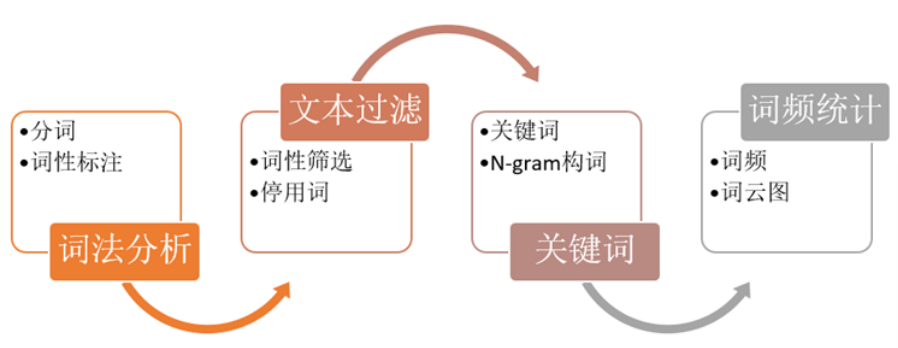 •分词
•词性标注
词法分析
文本过滤
•词性筛选
•停用词
•关键词
•N-gram构词
关键词
词频统计
•词频
•词云图